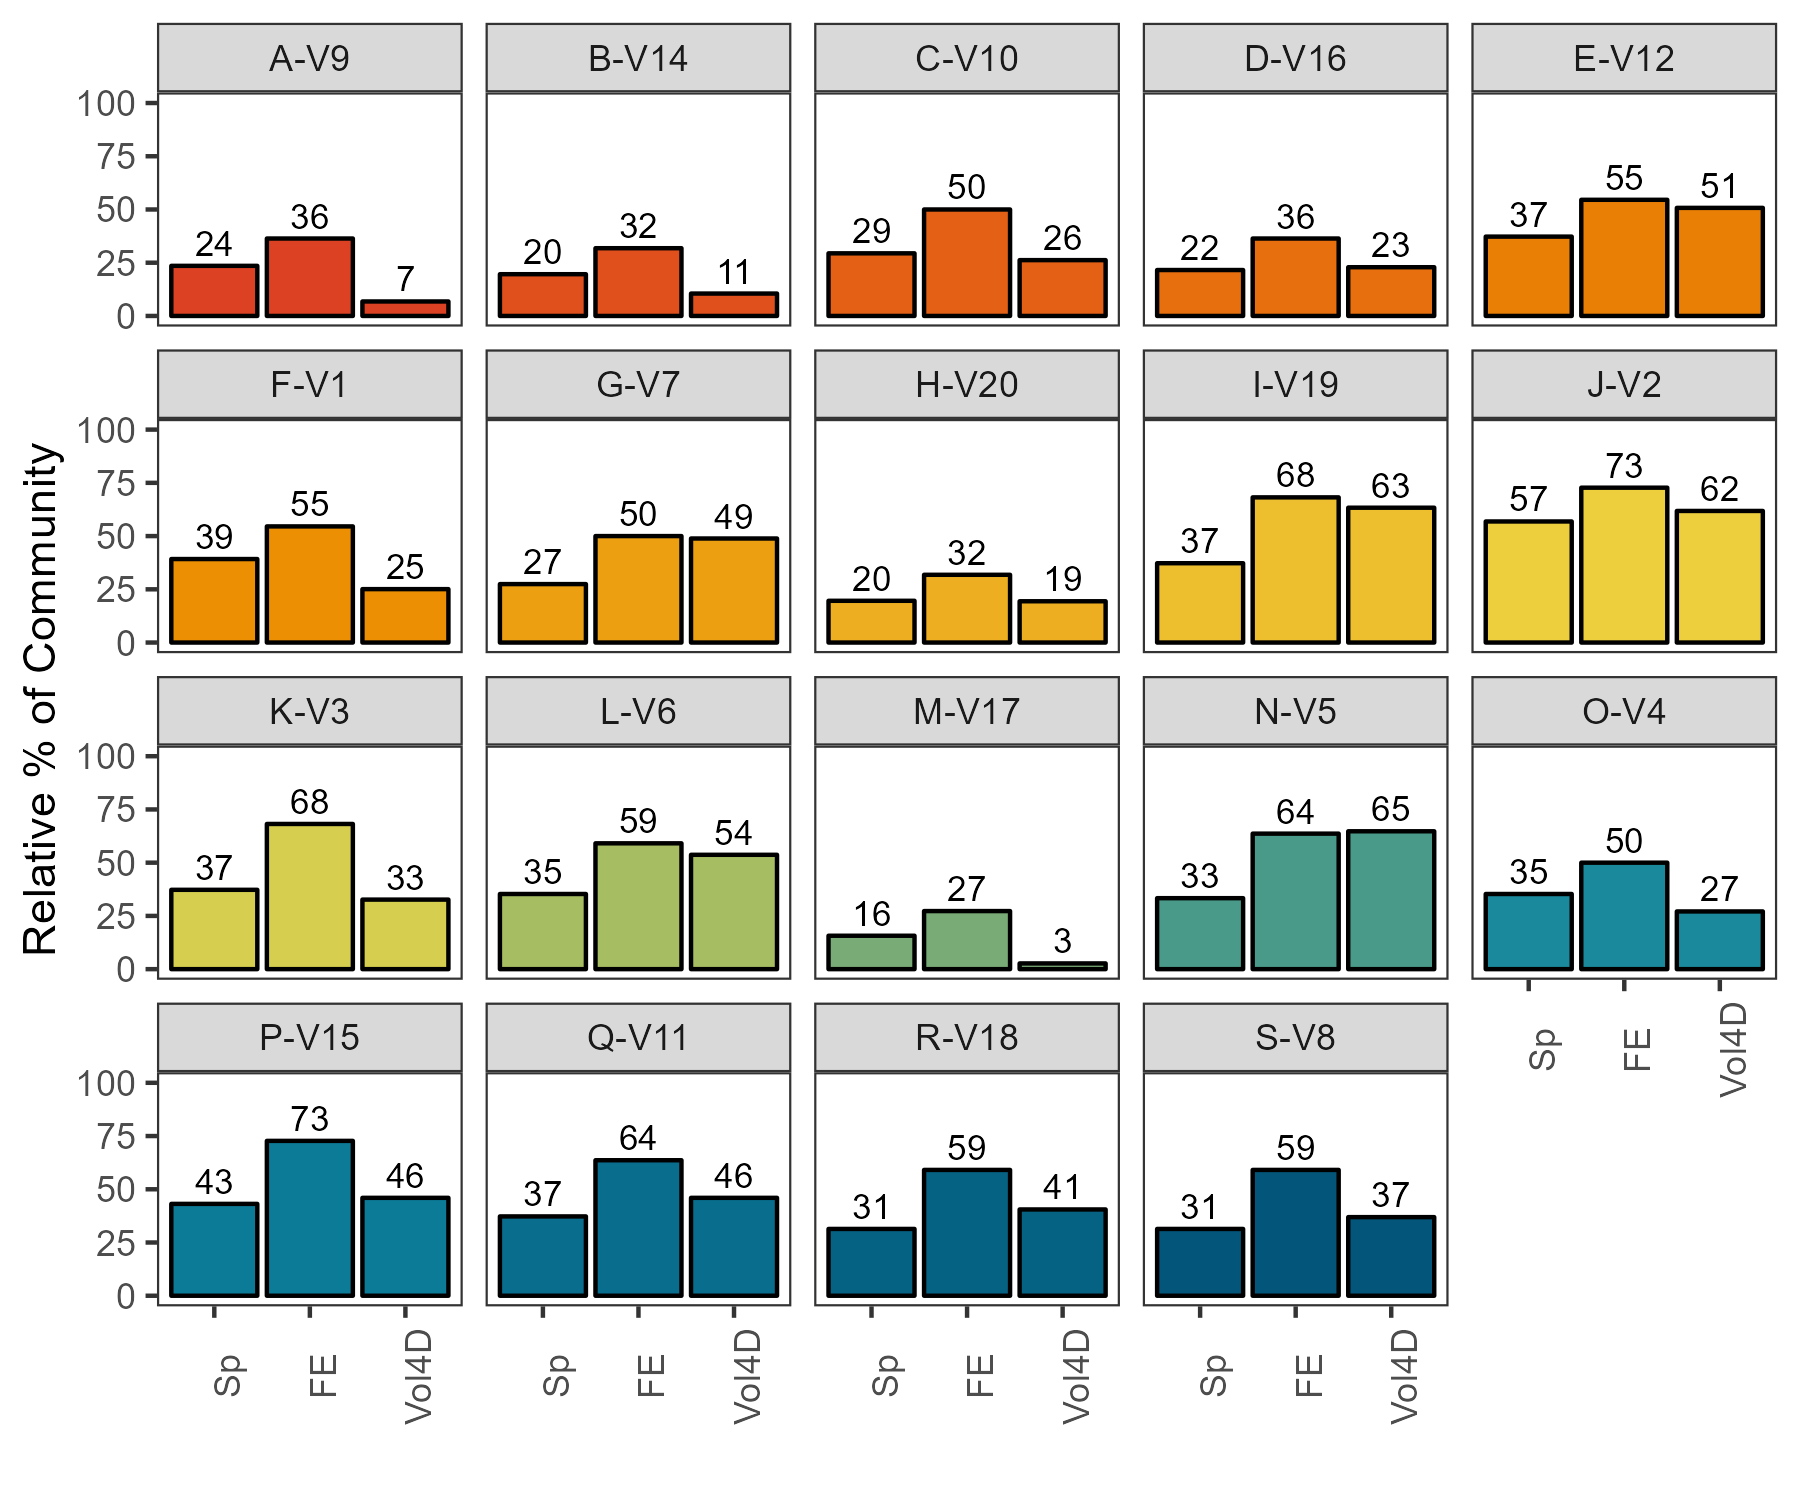 A-V9 B-V14 C-V10 D-V16 E-V12
100
75
50
25
0
24 36 7 20 32 11 29 50 26 22 36 23 37 55 51
F-V1 G-V7 H-V20 I-V19 J-V2
100
75
50
25
0
39 55 25 27 50 49 20 32 19 37 68 63 57 73 62
Relative % of Community
K-V3 L-V6 M-V17 N-V5 O-V4
100
75
50
25
0
37 68 33 35 59 54 16 27 3 33 64 65 35 50 27
Sp FE Vol4D
P-V15 Q-V11 R-V18 S-V8
100
75
50
25
0
43 73 46 37 64 46 31 59 41 31 59 37
Sp FE Vol4D Sp FE Vol4D Sp FE Vol4D Sp FE Vol4D